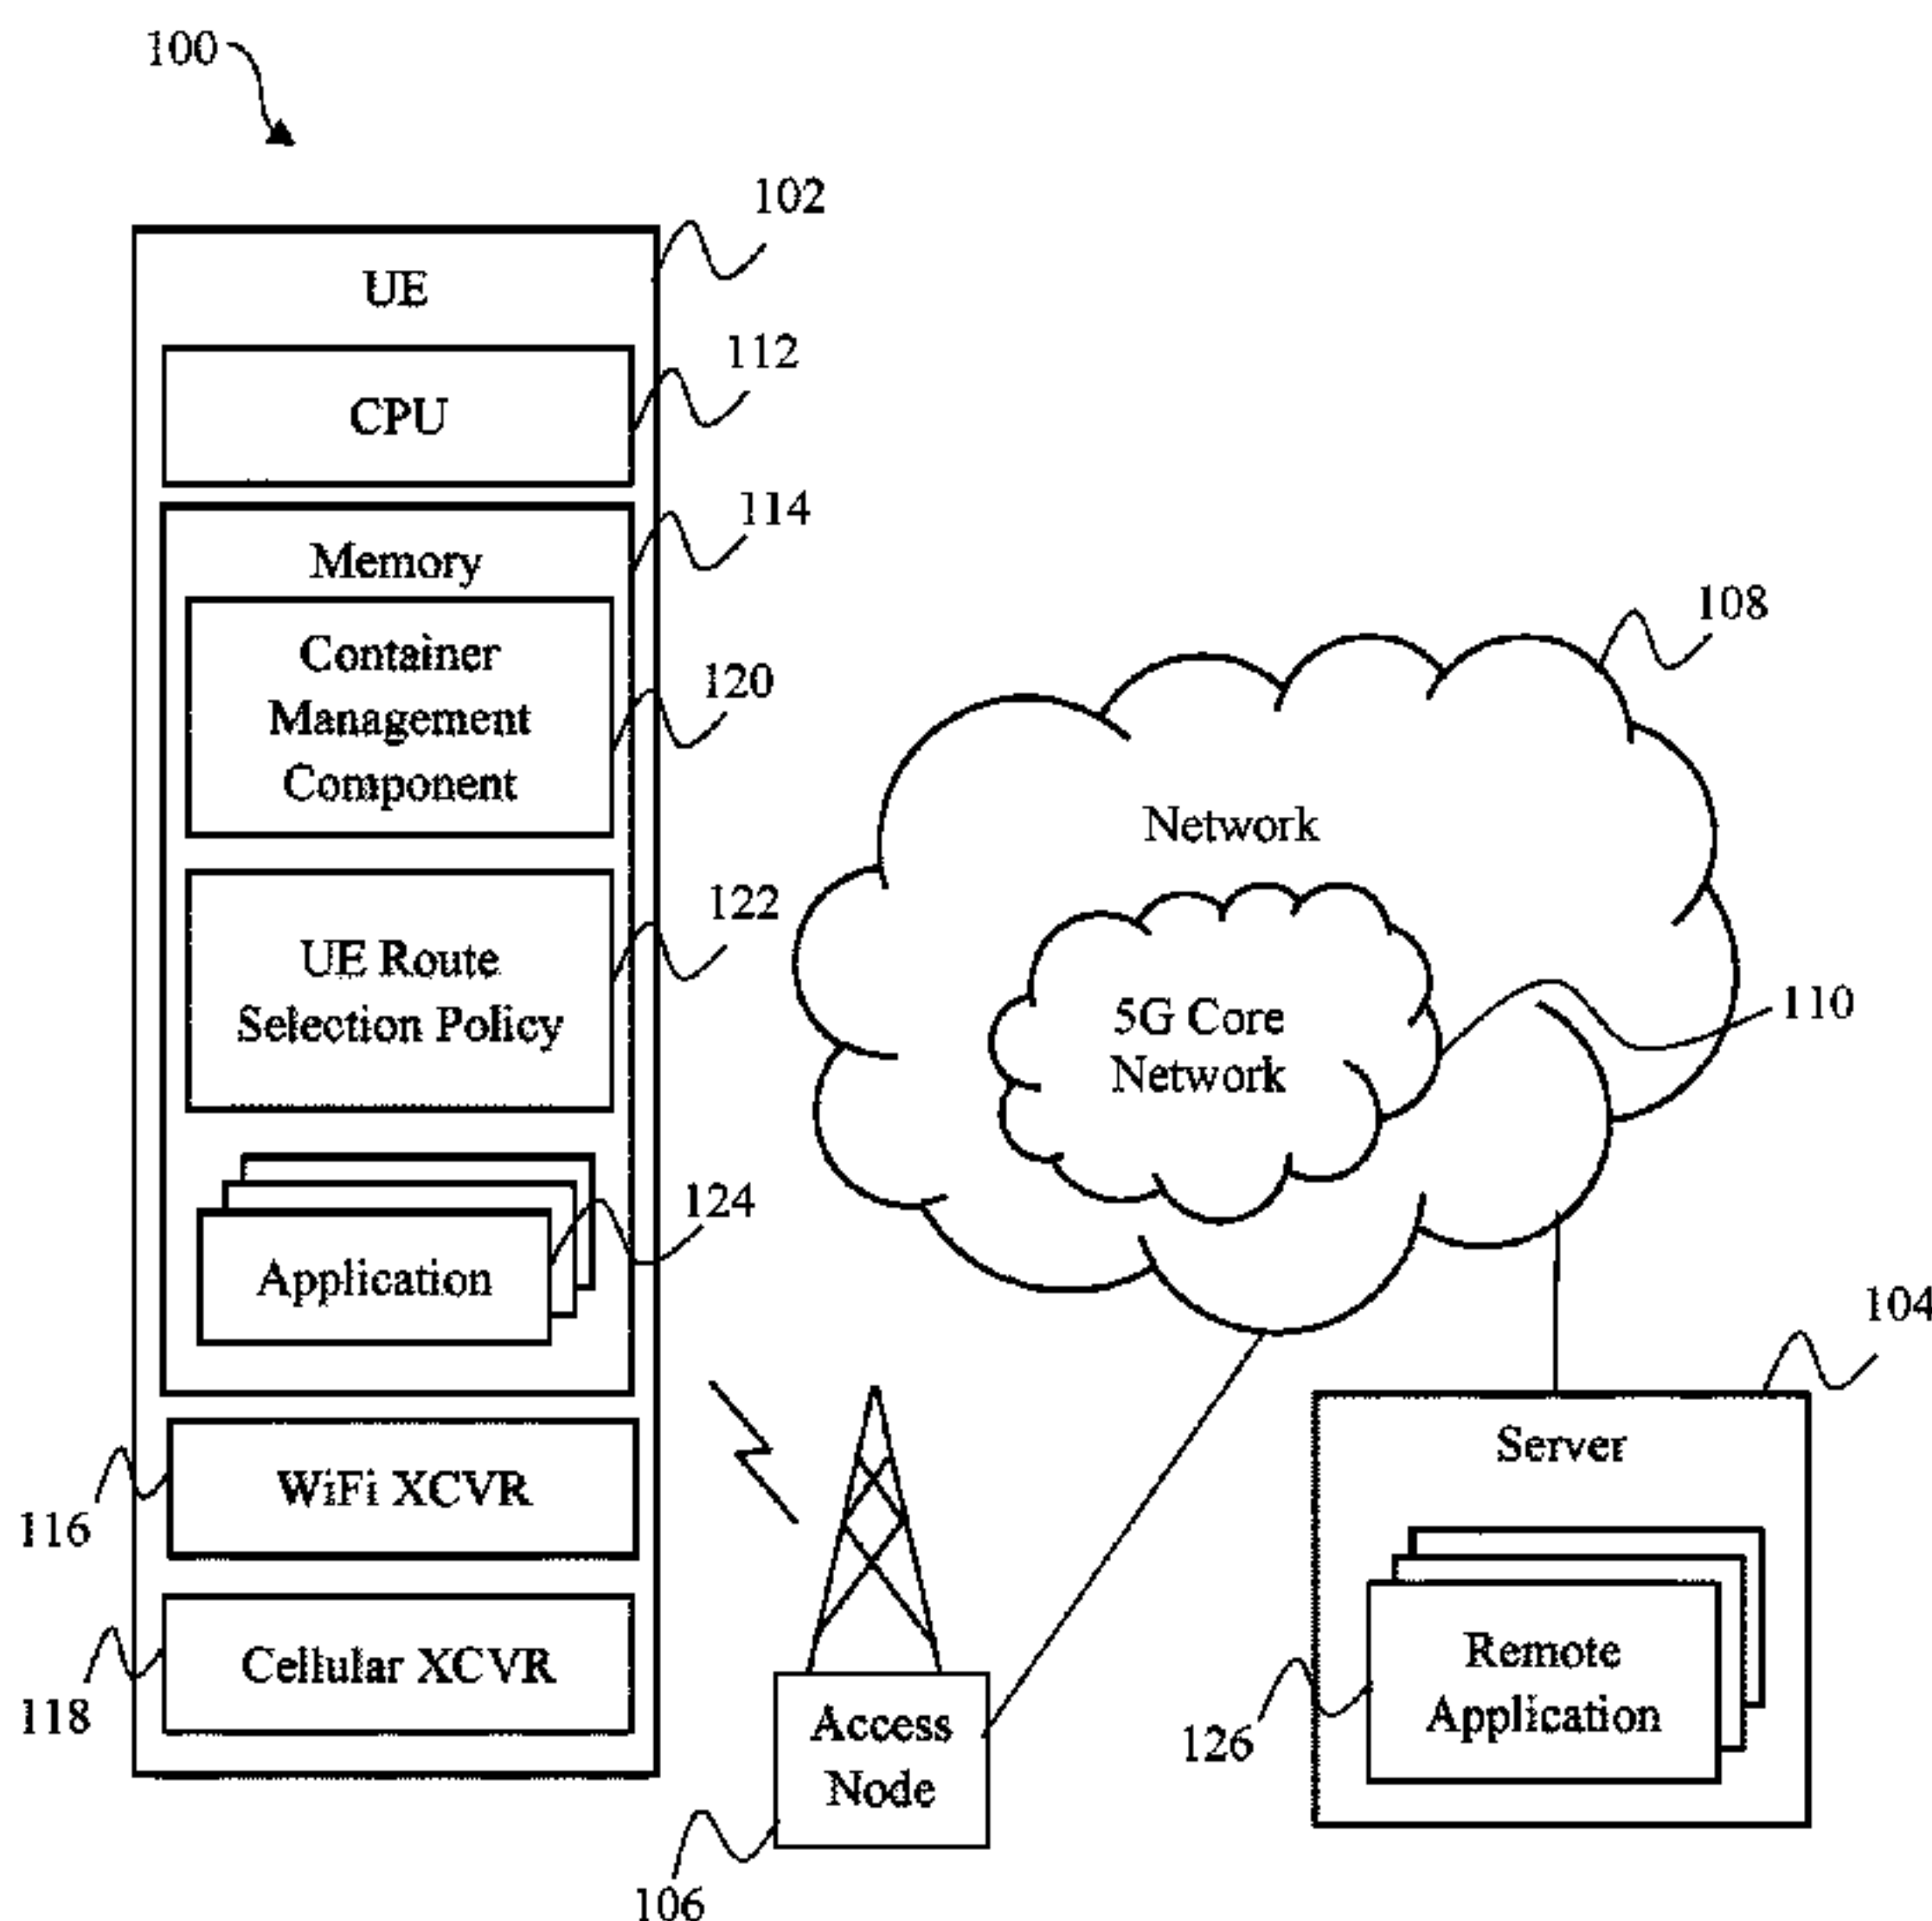 100
102
UE
112
CPU
114
Memory
Container
Management
Component
120
UE Route
Selection Policy
122
Application
124
WiFi XCVR
116
Cellular XCVR
118
108
Network
5G Core
Network
110
Access
Node
106
104
Server
Remote
Application
126